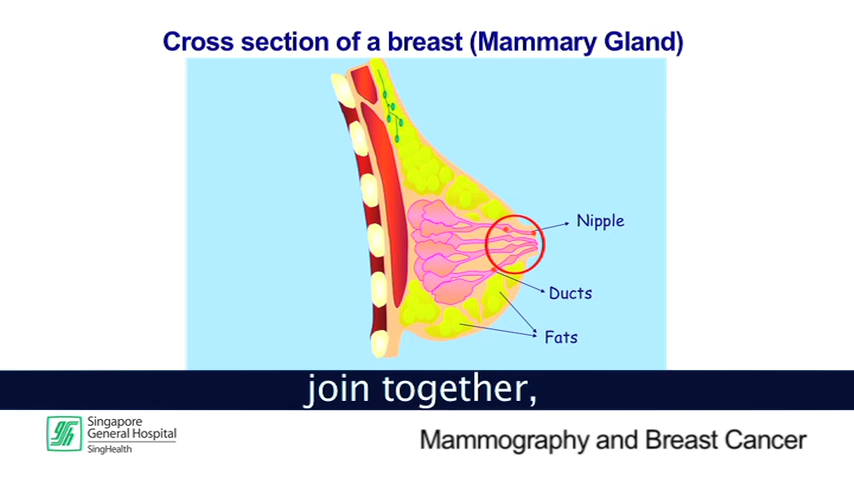 Cross section of a breast (Mammary Gland)
Nipple
Ducts
Fats
join together,
Singapore
General Hospital
SingHealth
Mammography and Breast Cancer